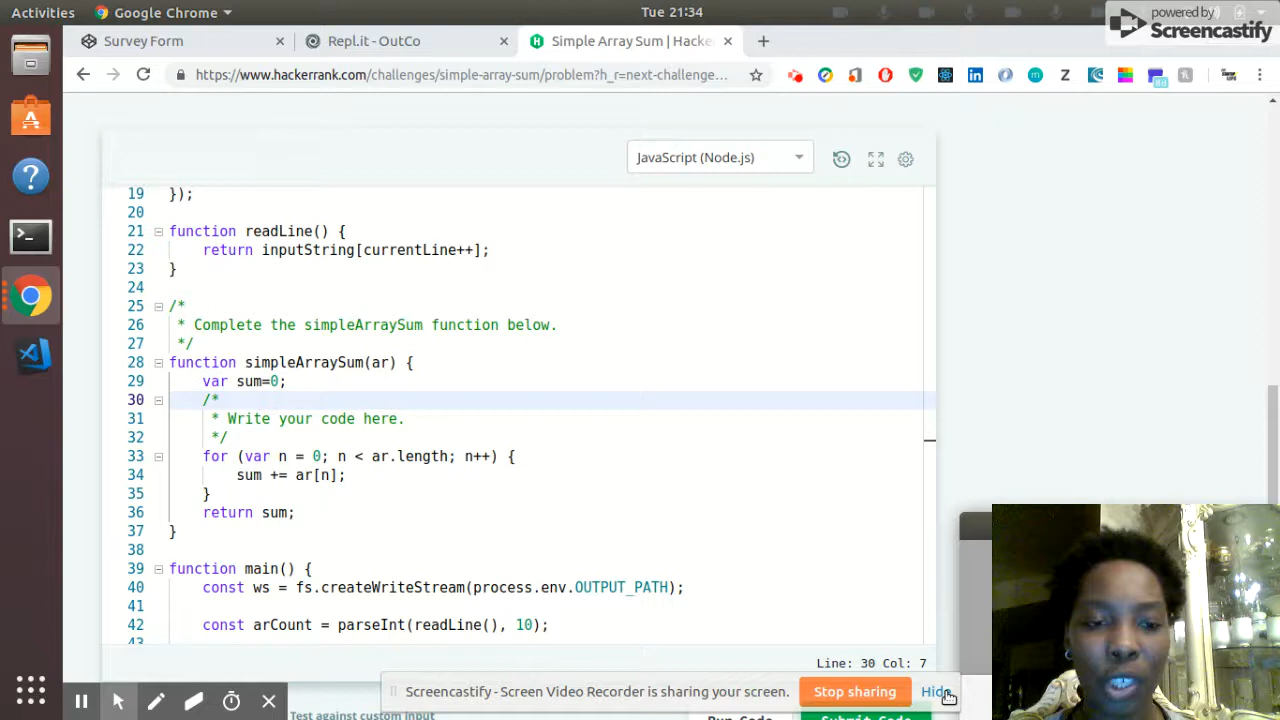 Activities Google Chrome Tue 21:34
powered by
Screencastify
Survey Form Repl.it - OutCo Simple Array Sum | Hacke
https://www.hackerrank.com/challenges/simple-array-sum/problem?h_r=next-challenge…
JavaScript (Node.js)
19 });
20
21 function readLine() {
22 return inputString[currentLine++];
23 }
24
25 /*
26 * Complete the simpleArraySum function below.
27 */
28 function simpleArraySum(ar) {
29 var sum=0;
30 /*
31 * Write your code here.
32 */
33 for (var n = 0; n < ar.length; n++) {
34 sum += ar[n];
35 }
36 return sum;
37 }
38
39 function main() {
40 const ws = fs.createWriteStream(process.env.OUTPUT_PATH);
41
42 const arCount = parseInt(readLine(), 10);
43
Line: 30 Col: 7
Screencastify - Screen Video Recorder is sharing your screen. Stop sharing Hide
Test against custom input Run Code Submit Code